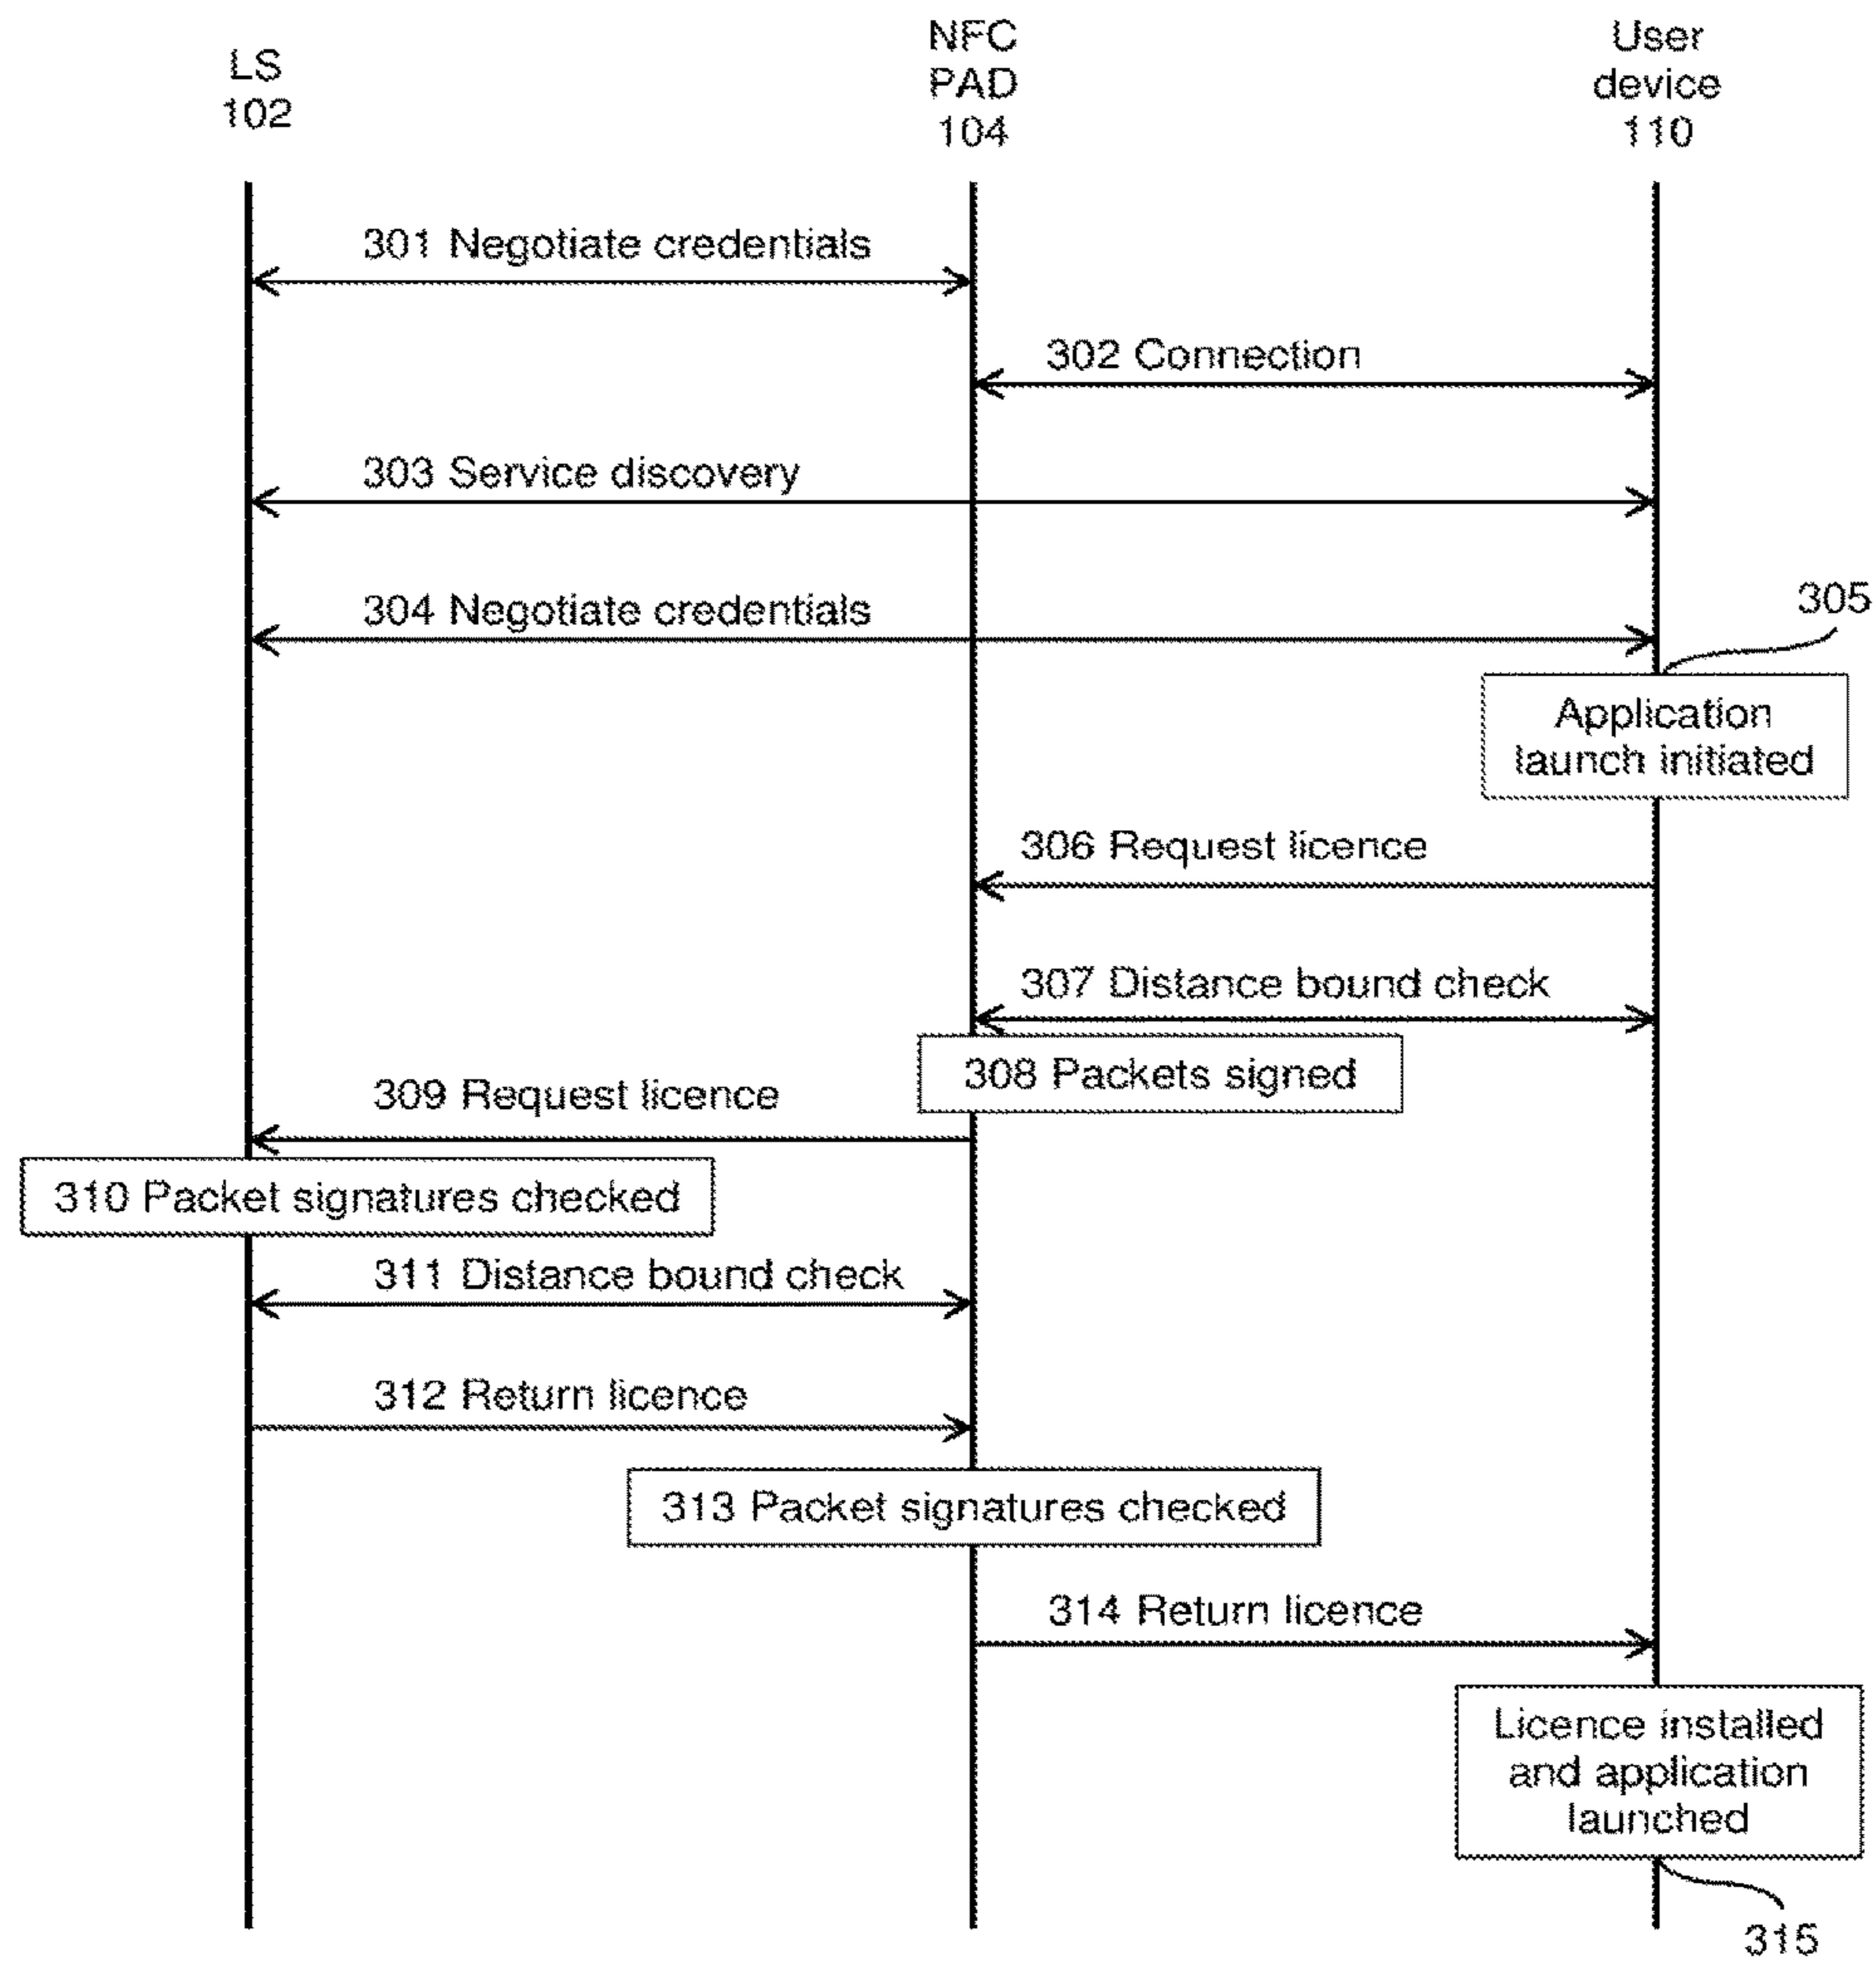 LS
102
NFC
PAD
104
User
device
110
301 Negotiate credentials
302 Connection
303 Service discovery
304 Negotiate credentials
305
Application
launch initiated
306 Request licence
307 Distance bound check
308 Packets signed
309 Request licence
310 Packet signatures checked
311 Distance bound check
312 Return licence
313 Packet signatures checked
314 Return licence
Licence installed
and application
launched
315